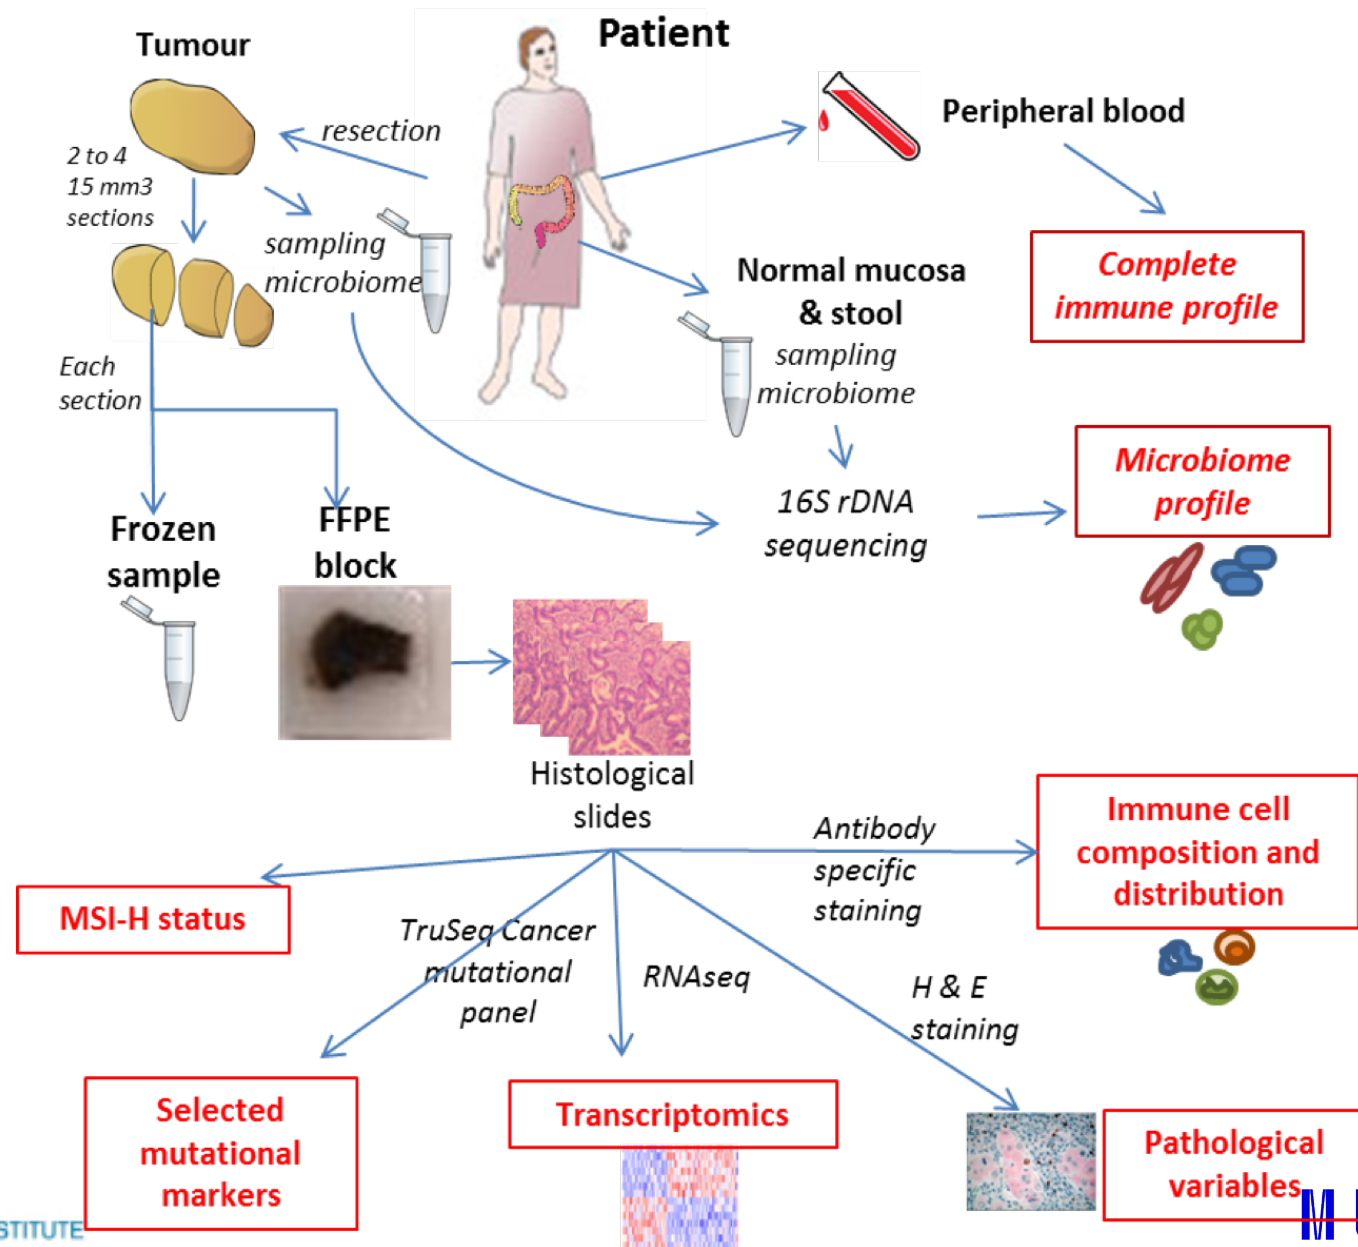 Tumour
Patient
resection
Peripheral blood
2 to 4
15 mm3
sections
sampling
microbiome
Complete
immune profile
Normal mucosa
& stool
sampling
microbiome
Each
section
Microbiome
profile
16S rDNA
sequencing
Frozen
sample
FFPE
block
Histological
slides
Antibody
specific
staining
Immune cell
composition and
distribution
MSI-H status
TruSeq Cancer
mutational
panel
RNAseq
H & E
staining
Selected
mutational
markers
Transcriptomics
Pathological
variables
STITUTE
M